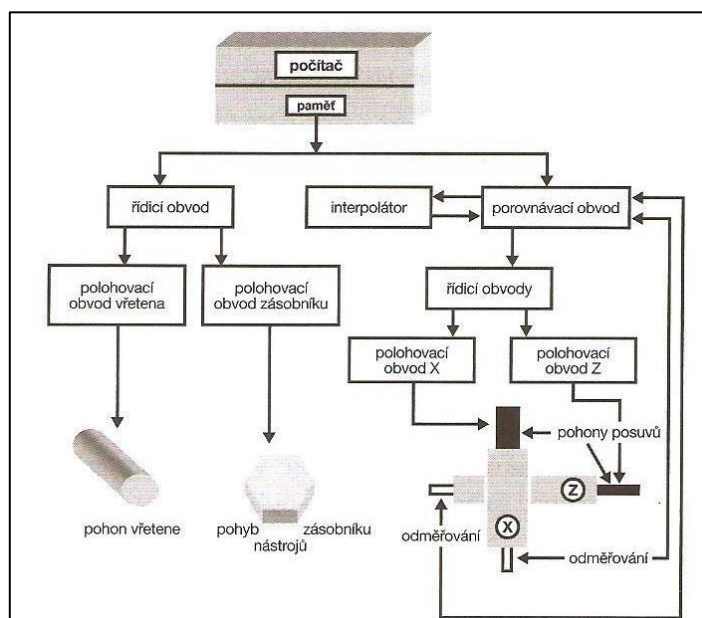 počítač
paměť
řídicí obvod
interpolátor
porovnávací obvod
polohovací
obvod vřetena
polohovací
obvod zásobníku
řídicí obvody
polohovací
obvod X
polohovací
obvod Z
pohony posuvů
Z
X
pohon vřetene
pohyb zásobníku
nástrojů
odměřování
odměřování